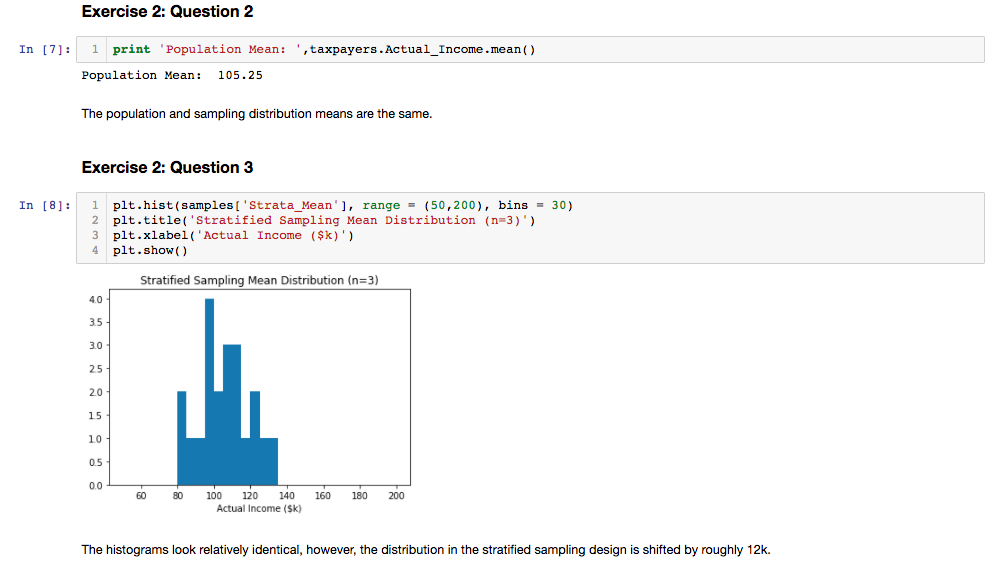 Exercise 2: Question 2
In [7]: 1 print 'Population Mean: ',taxpayers.Actual_Income.mean()
Population Mean:  105.25
The population and sampling distribution means are the same.
Exercise 2: Question 3
In [8]: 1 plt.hist(samples['Strata_Mean'], range = (50,200), bins = 30)
2 plt.title('Stratified Sampling Mean Distribution (n=3)')
3 plt.xlabel('Actual Income ($k)')
4 plt.show()
Stratified Sampling Mean Distribution (n=3)
4.0
3.5
3.0
2.5
2.0
1.5
1.0
0.5
0.0
60 80 100 120 140 160 180 200
Actual Income ($k)
The histograms look relatively identical, however, the distribution in the stratified sampling design is shifted by roughly 12k.